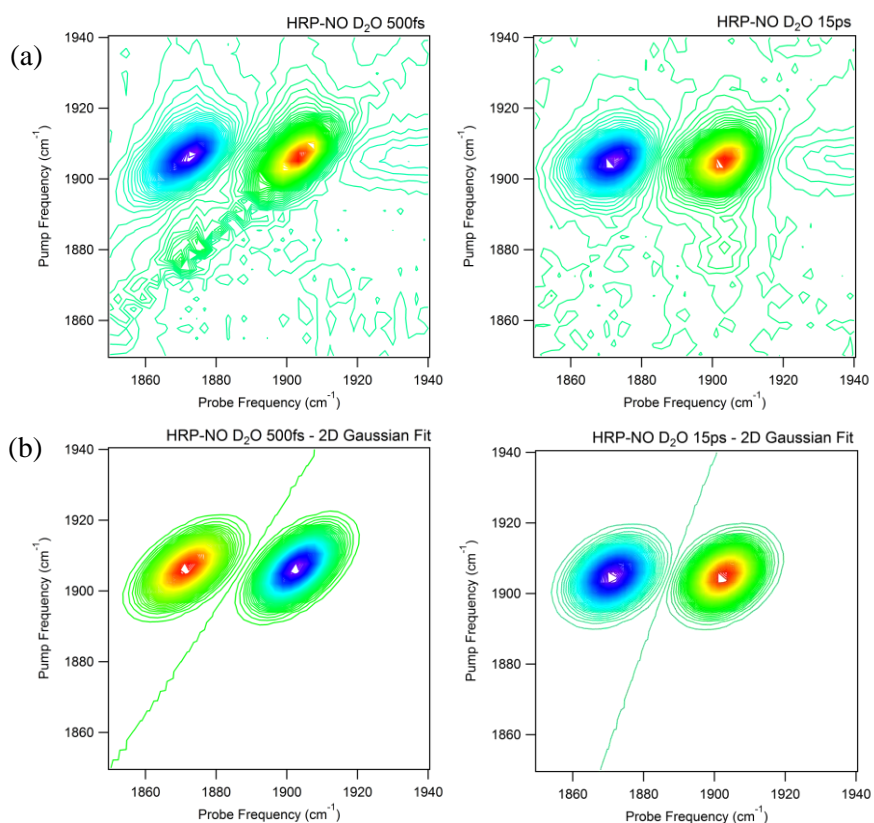 HRP-NO D₂O 500fs
HRP-NO D₂O 15ps
(a)
1940
1920
1900
1880
1860
Pump Frequency (cm⁻¹)
1860 1880 1900 1920 1940
Probe Frequency (cm⁻¹)
1940
1920
1900
1880
1860
Pump Frequency (cm⁻¹)
1860 1880 1900 1920 1940
Probe Frequency (cm⁻¹)
(b)
HRP-NO D₂O 500fs - 2D Gaussian Fit
HRP-NO D₂O 15ps - 2D Gaussian Fit
1940
1920
1900
1880
1860
Pump Frequency (cm⁻¹)
1860 1880 1900 1920 1940
Probe Frequency (cm⁻¹)
1940
1920
1900
1880
1860
Pump Frequency (cm⁻¹)
1860 1880 1900 1920 1940
Probe Frequency (cm⁻¹)